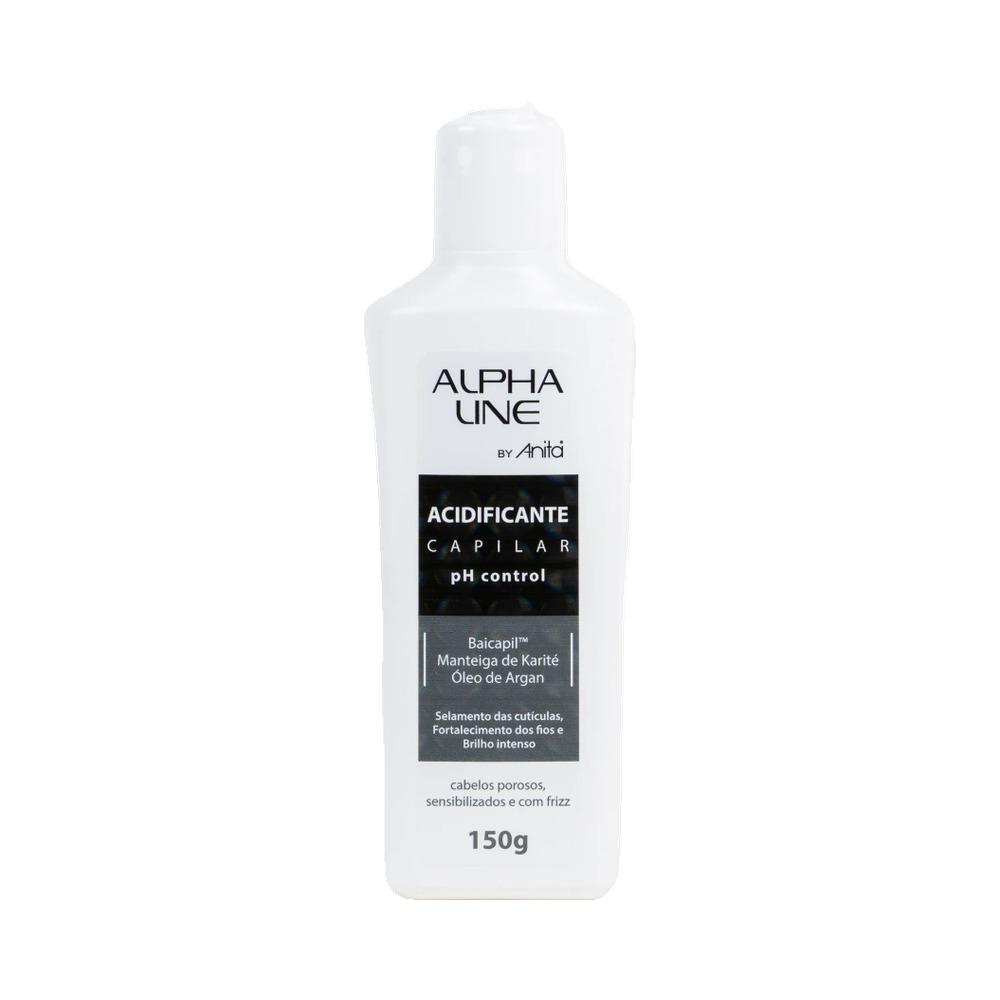 ALPHA
LINE
BY Anita
ACIDIFICANTE
CAPILAR
pH control
Baicapil™
Manteiga de Karité
Óleo de Argan
Selamento das cutículas,
Fortalecimento dos fios e
Brilho intenso
cabelos porosos,
sensibilizados e com frizz
150g